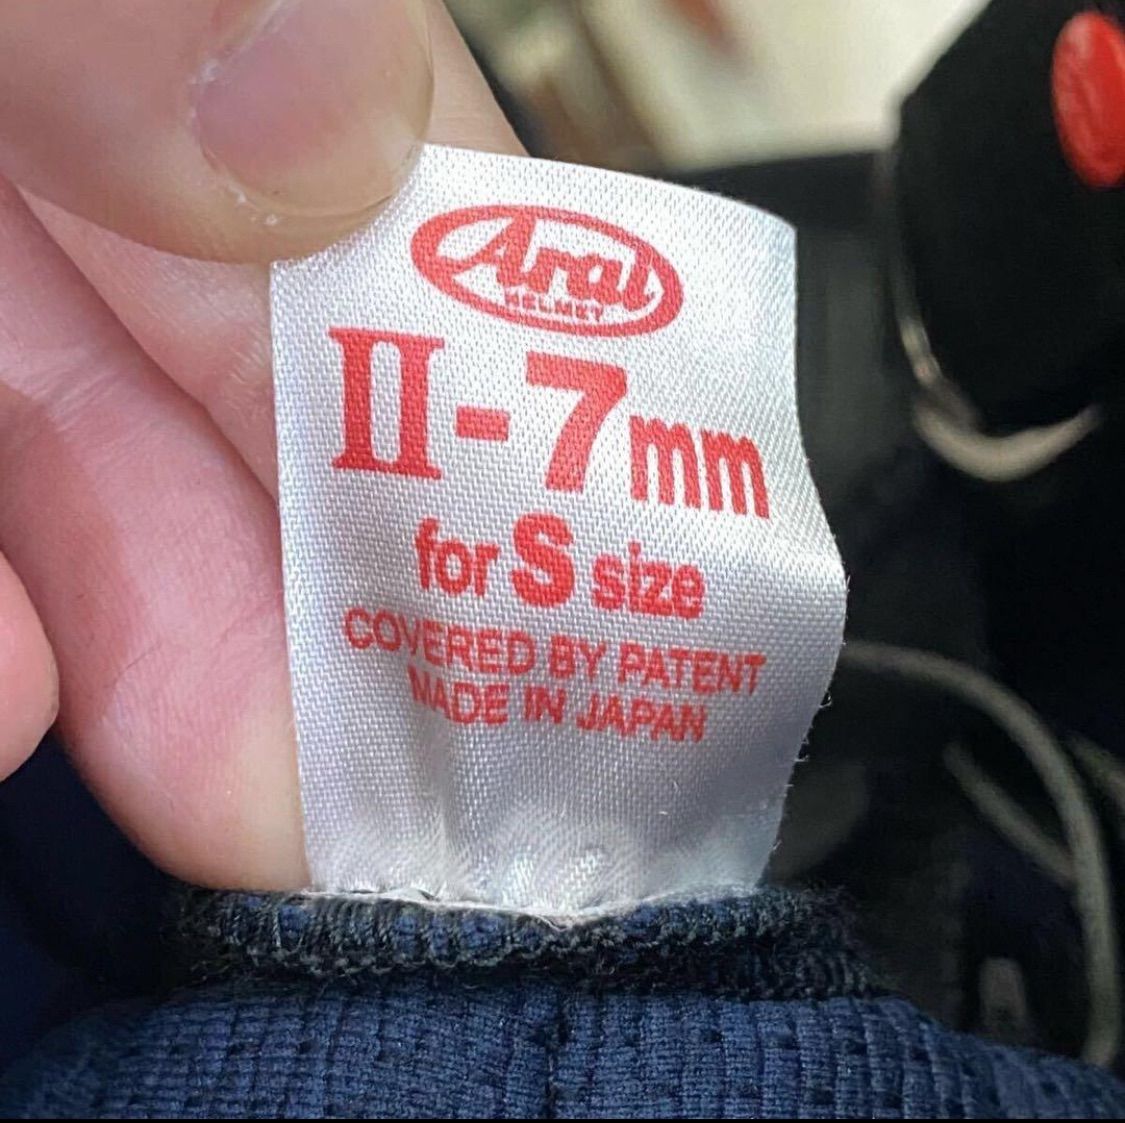 Arai
HELMET
II-7mm
for S size
COVERED BY PATENT
MADE IN JAPAN